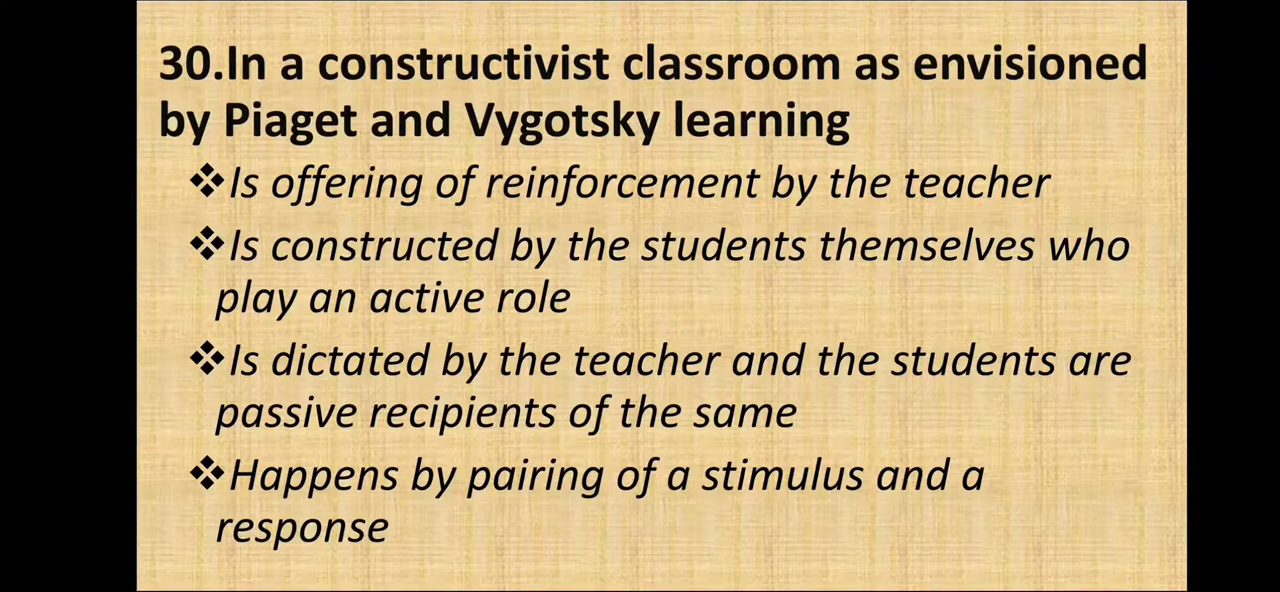 30.In a constructivist classroom as envisioned
by Piaget and Vygotsky learning
❖Is offering of reinforcement by the teacher
❖Is constructed by the students themselves who
play an active role
❖Is dictated by the teacher and the students are
passive recipients of the same
❖Happens by pairing of a stimulus and a
response